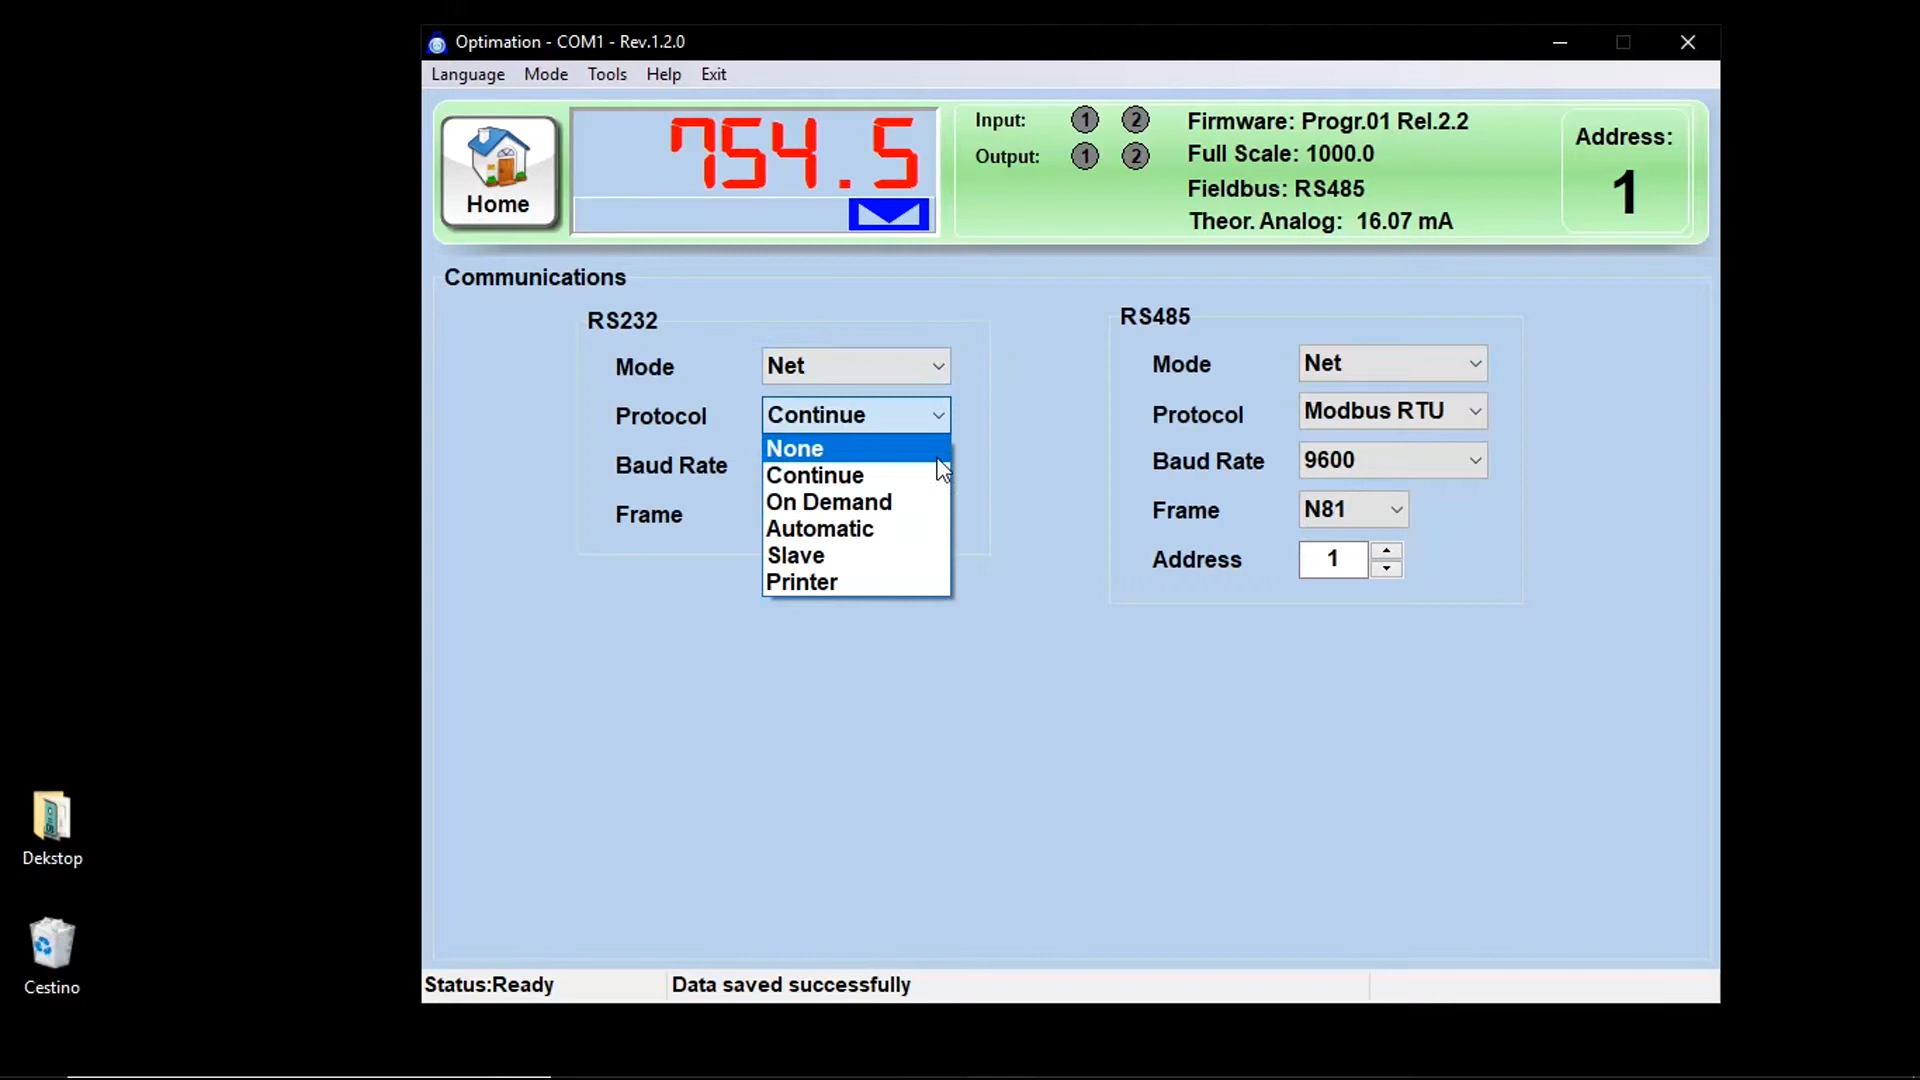 Optimation - COM1 - Rev.1.2.0
Language Mode Tools Help Exit
Home
754.5
Input: 1 2
Output: 1 2
Firmware: Progr.01 Rel.2.2
Full Scale: 1000.0
Fieldbus: RS485
Theor. Analog: 16.07 mA
Address:
1
Communications
RS232
Mode Net
Protocol Continue
None
Continue
On Demand
Automatic
Slave
Printer
Baud Rate
Frame
RS485
Mode Net
Protocol Modbus RTU
Baud Rate 9600
Frame N81
Address 1
Dekstop
Cestino
Status:Ready Data saved successfully